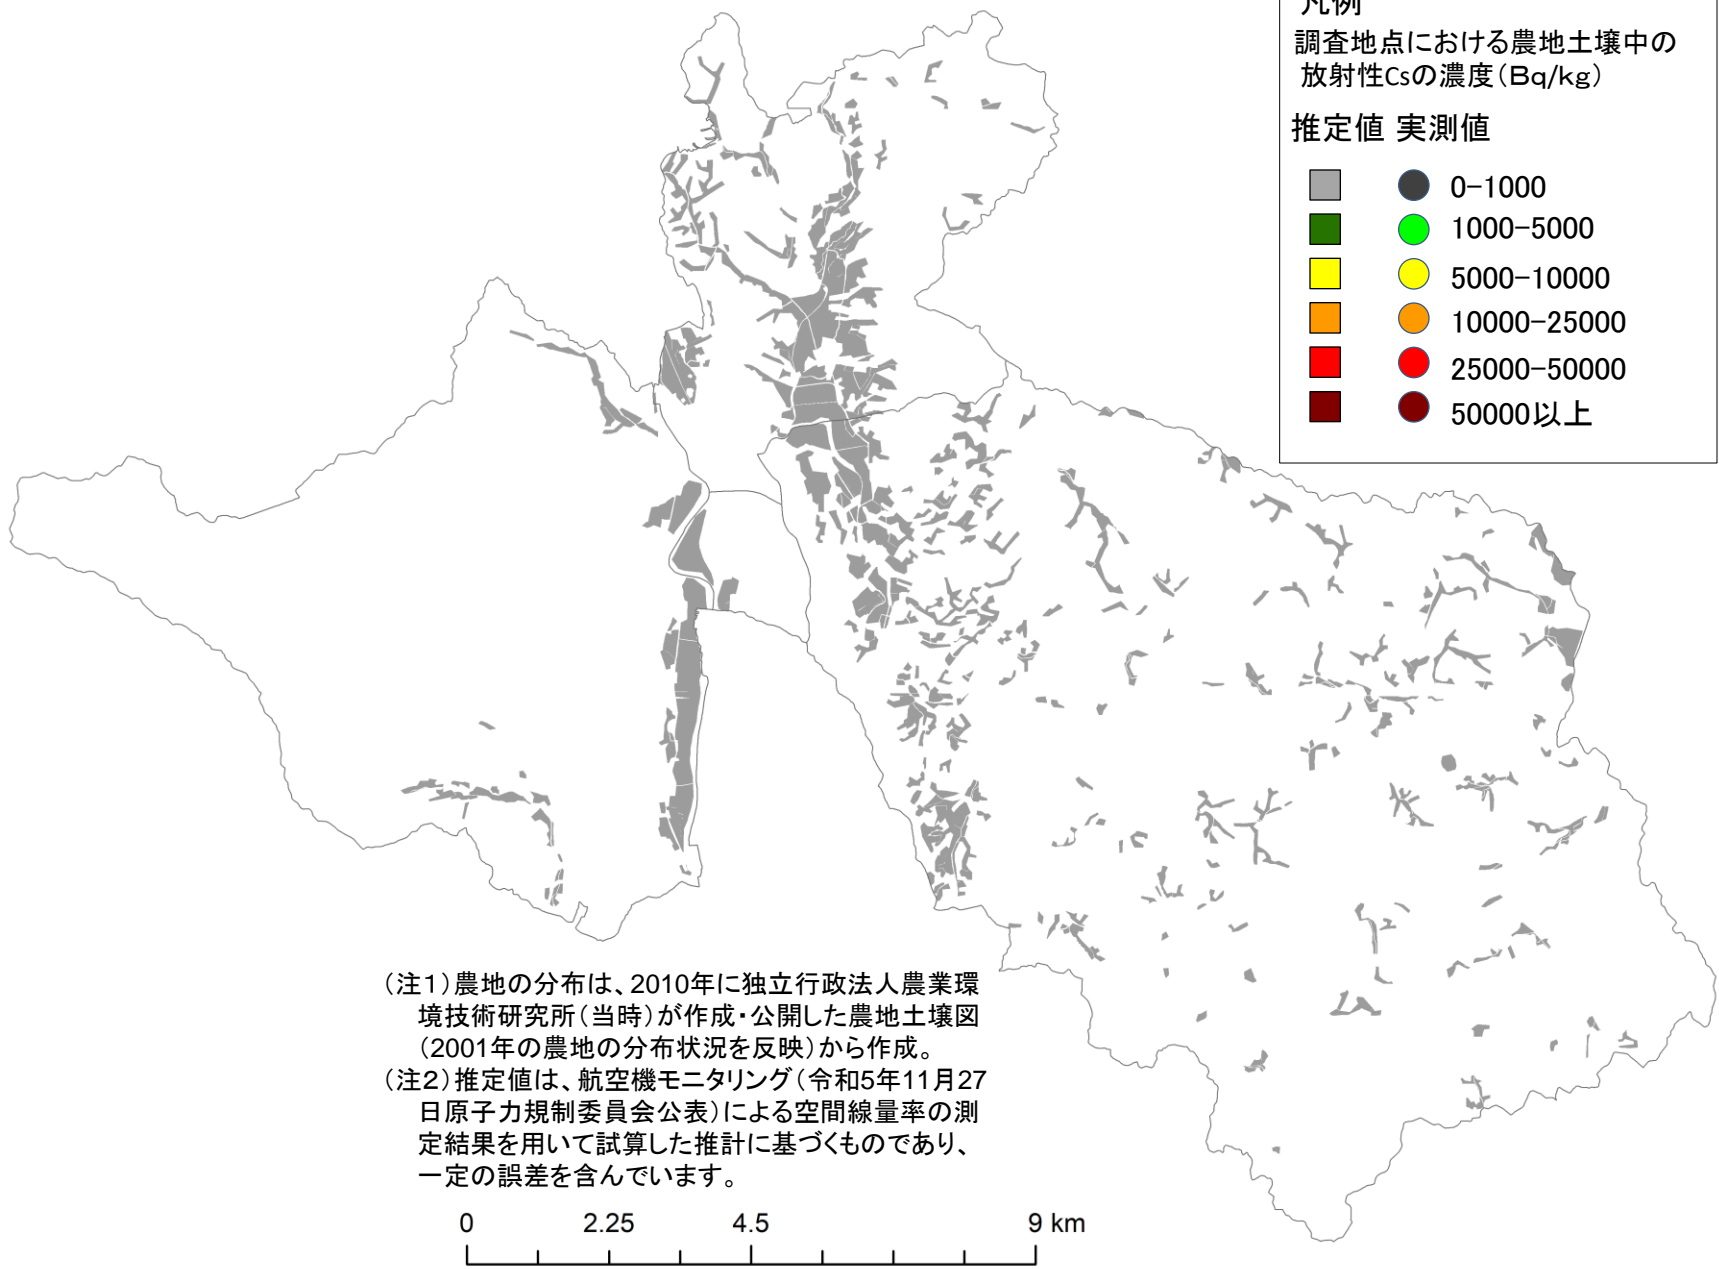 凡例
調査地点における農地土壌中の
放射性Csの濃度(Bq/kg)
推定値 実測値
0-1000
1000-5000
5000-10000
10000-25000
25000-50000
50000以上
(注1)農地の分布は、2010年に独立行政法人農業環
境技術研究所(当時)が作成・公開した農地土壌図
(2001年の農地の分布状況を反映)から作成。
(注2)推定値は、航空機モニタリング(令和5年11月27
日原子力規制委員会公表)による空間線量率の測
定結果を用いて試算した推計に基づくものであり、
一定の誤差を含んでいます。
0 2.25 4.5 9 km